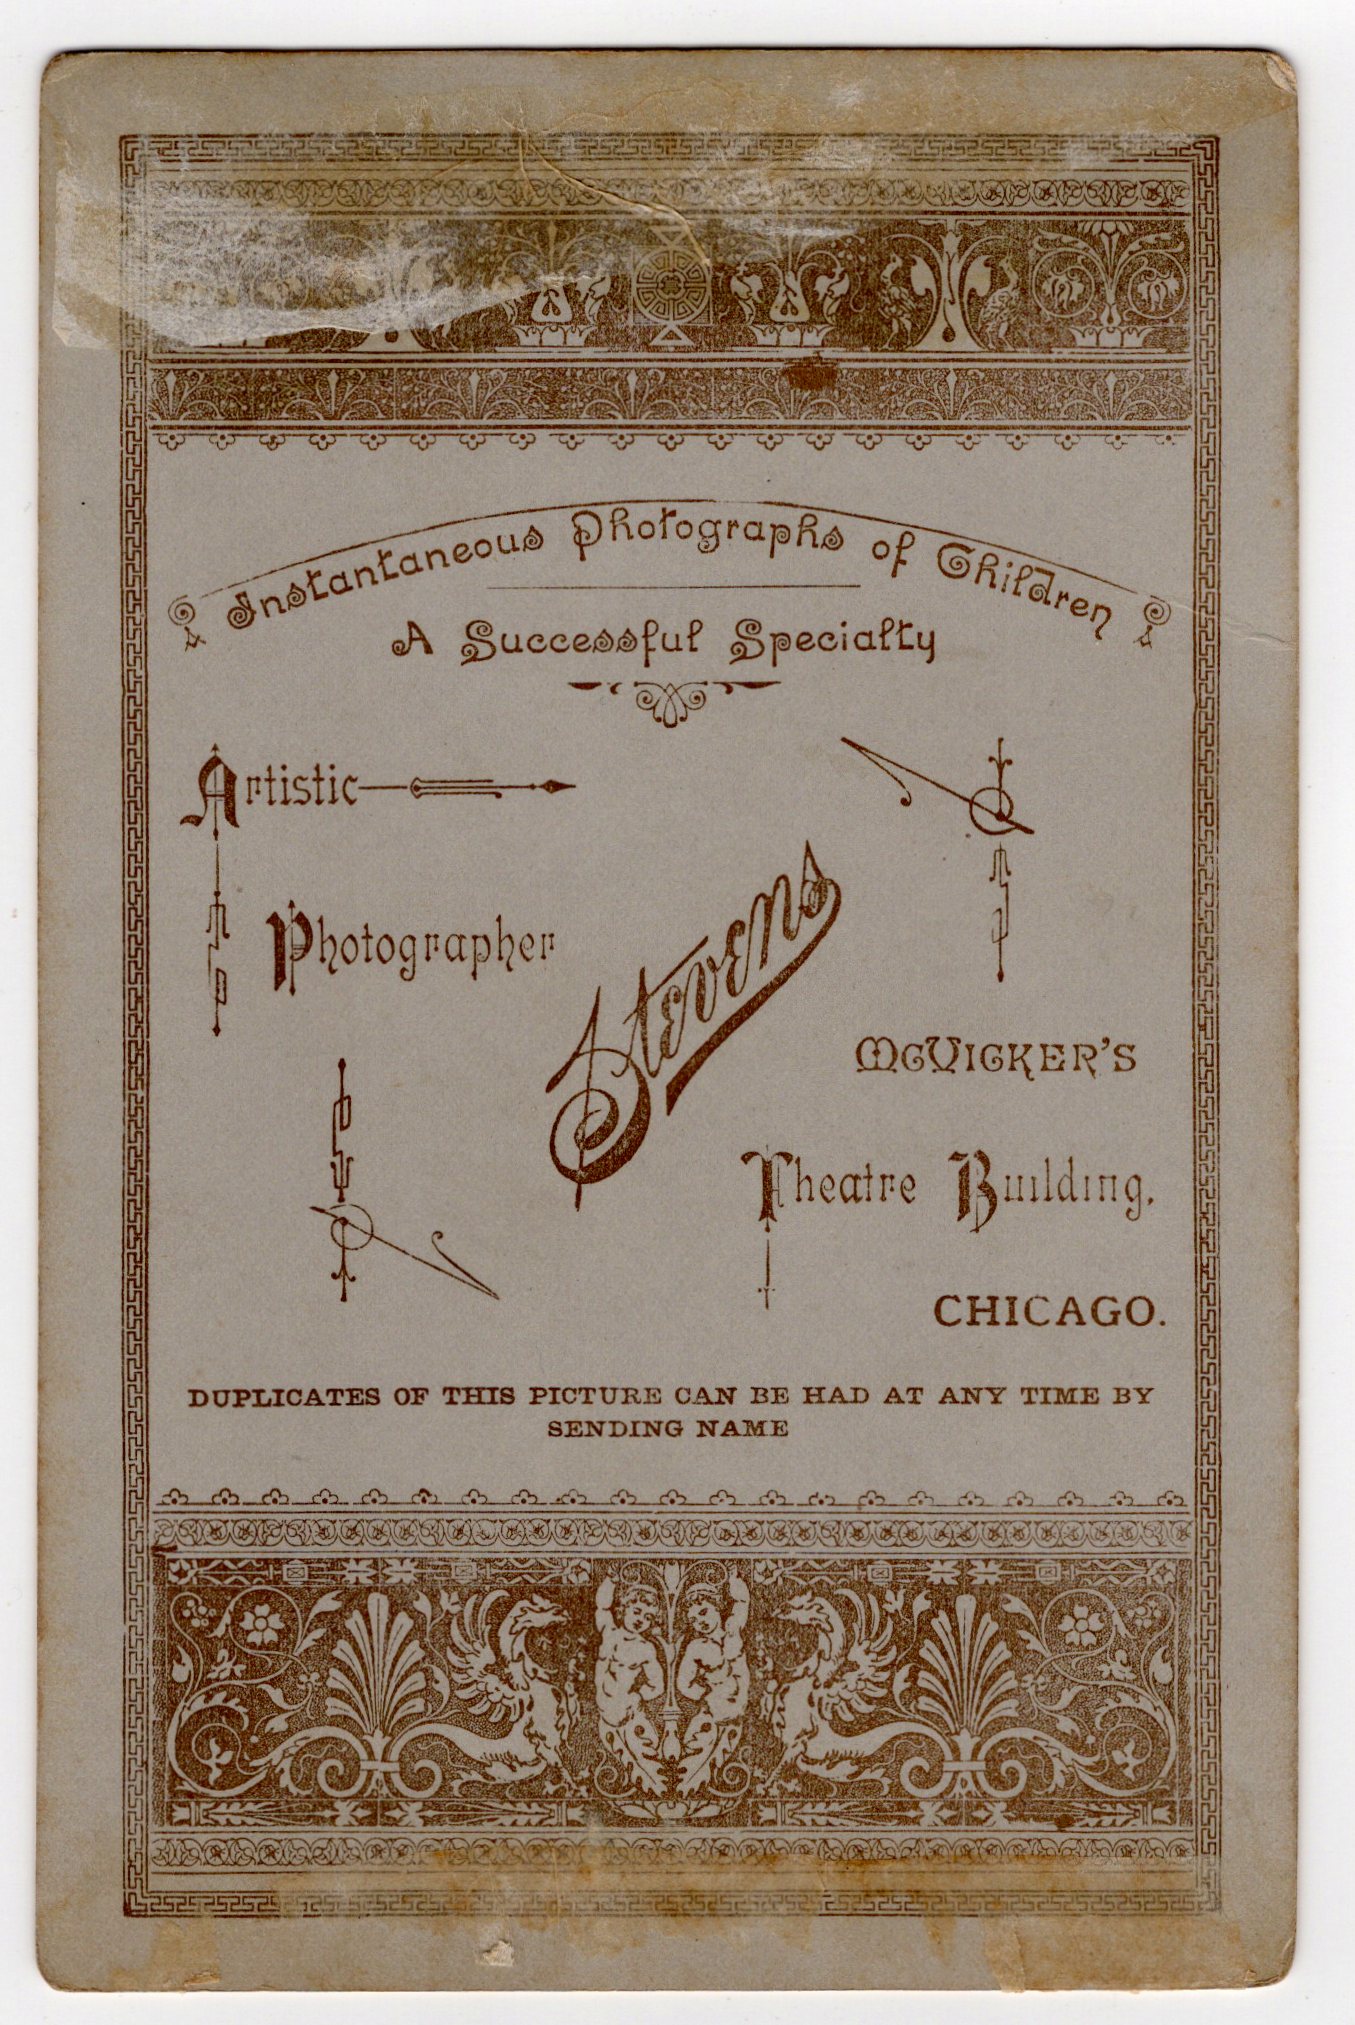 Instantaneous Photographs of Children
A Successful Specialty
Artistic
Photographer
Stevens
McVICKER'S
Theatre Building.
CHICAGO.
DUPLICATES OF THIS PICTURE CAN BE HAD AT ANY TIME BY
SENDING NAME